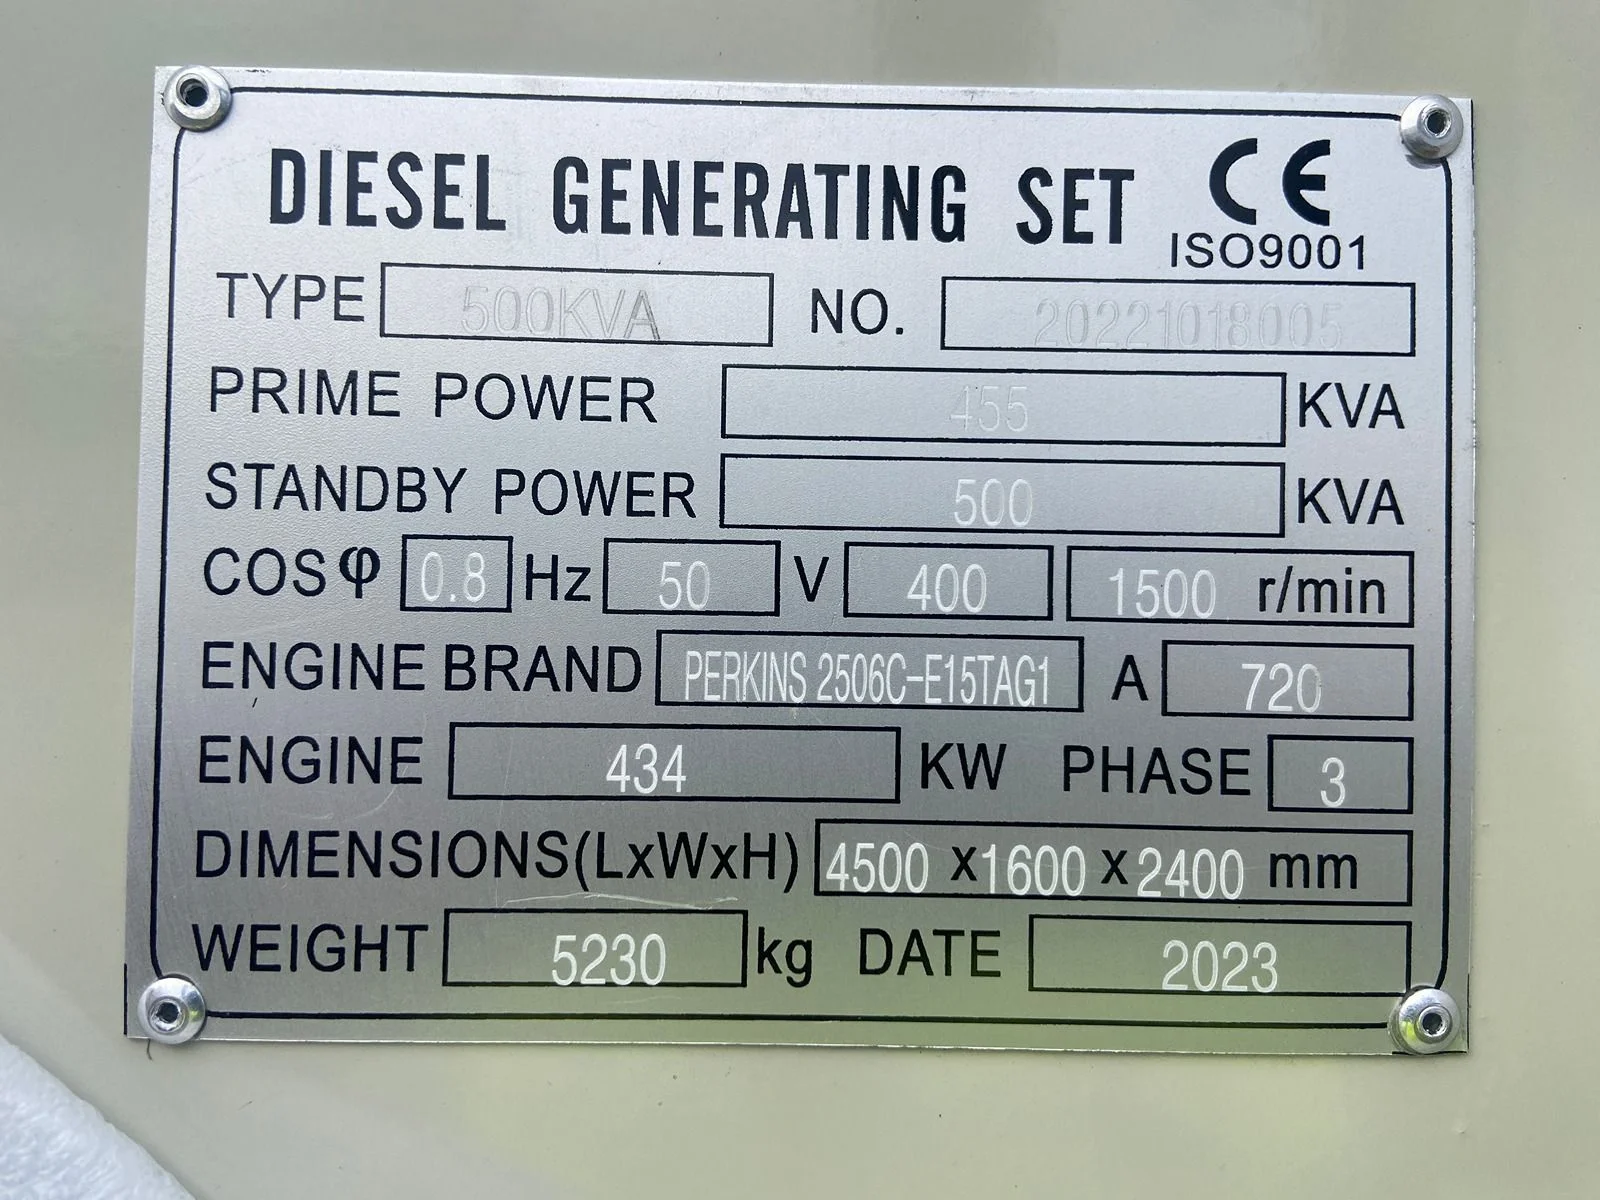 DIESEL GENERATING SET CE
ISO9001
TYPE 500KVA NO. 20221018005
PRIME POWER 455 KVA
STANDBY POWER 500 KVA
COSφ 0.8 Hz 50 V 400 1500 r/min
ENGINE BRAND PERKINS 2506C-E15TAG1 A 720
ENGINE 434 KW PHASE 3
DIMENSIONS(LxWxH) 4500 x1600 x 2400 mm
WEIGHT 5230 kg DATE 2023